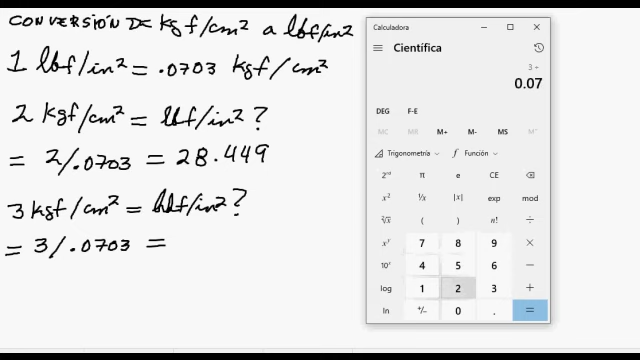 CONVERSIÓN DE kgf/cm² a lbf/in²
1 lbf/in² = .0703 kgf/cm²
2 kgf/cm² = lbf/in² ?
= 2/.0703 = 28.449
3 kgf/cm² = lbf/in² ?
= 3/.0703 =
Calculadora
Científica
3 ÷
0.07
DEG F-E
MC MR M+ M- MS M˅
Trigonometría Función
2ⁿᵈ π e CE
x² ¹/x |x| exp mod
²√x ( ) n! ÷
xʸ 7 8 9 ×
10ˣ 4 5 6 −
log 1 2 3 +
ln +/- 0 . =